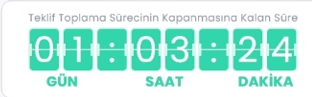 Teklif Toplama Sürecinin Kapanmasına Kalan Süre
01:03:24
GÜN SAAT DAKİKA